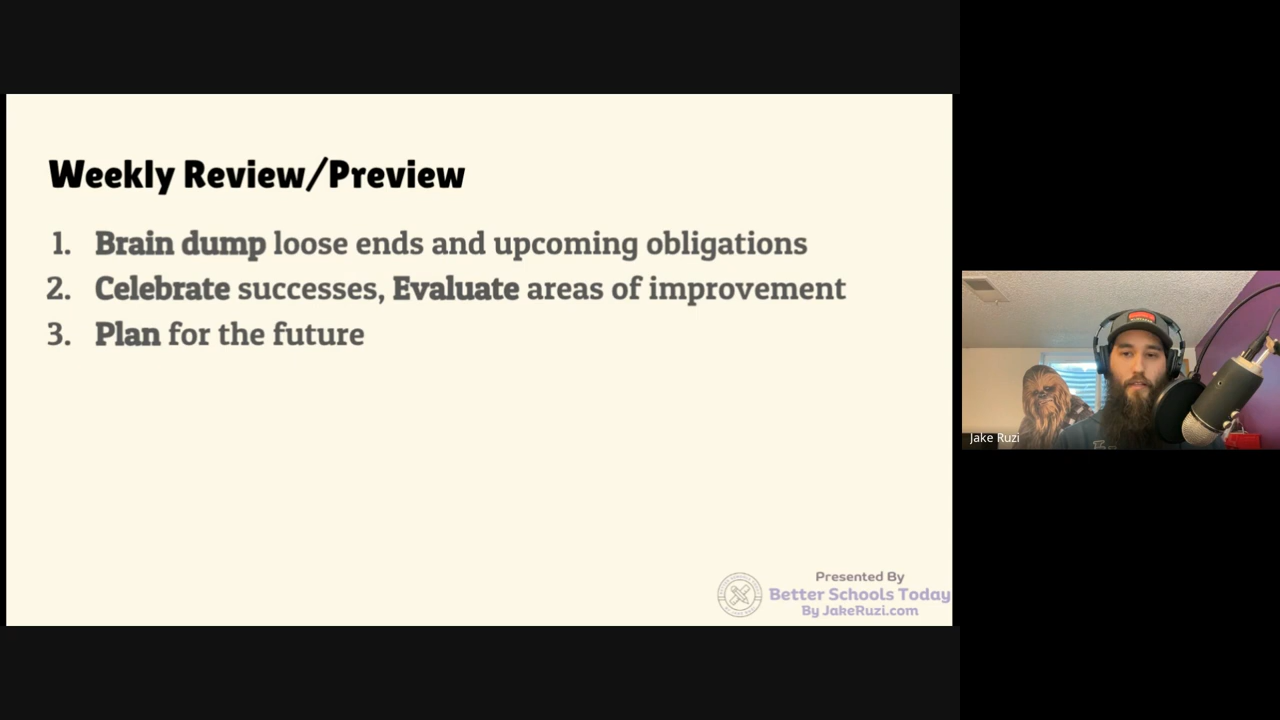 Weekly Review/Preview
1. Brain dump loose ends and upcoming obligations
2. Celebrate successes, Evaluate areas of improvement
3. Plan for the future
Presented By
Better Schools Today
By JakeRuzi.com
Jake Ruzi